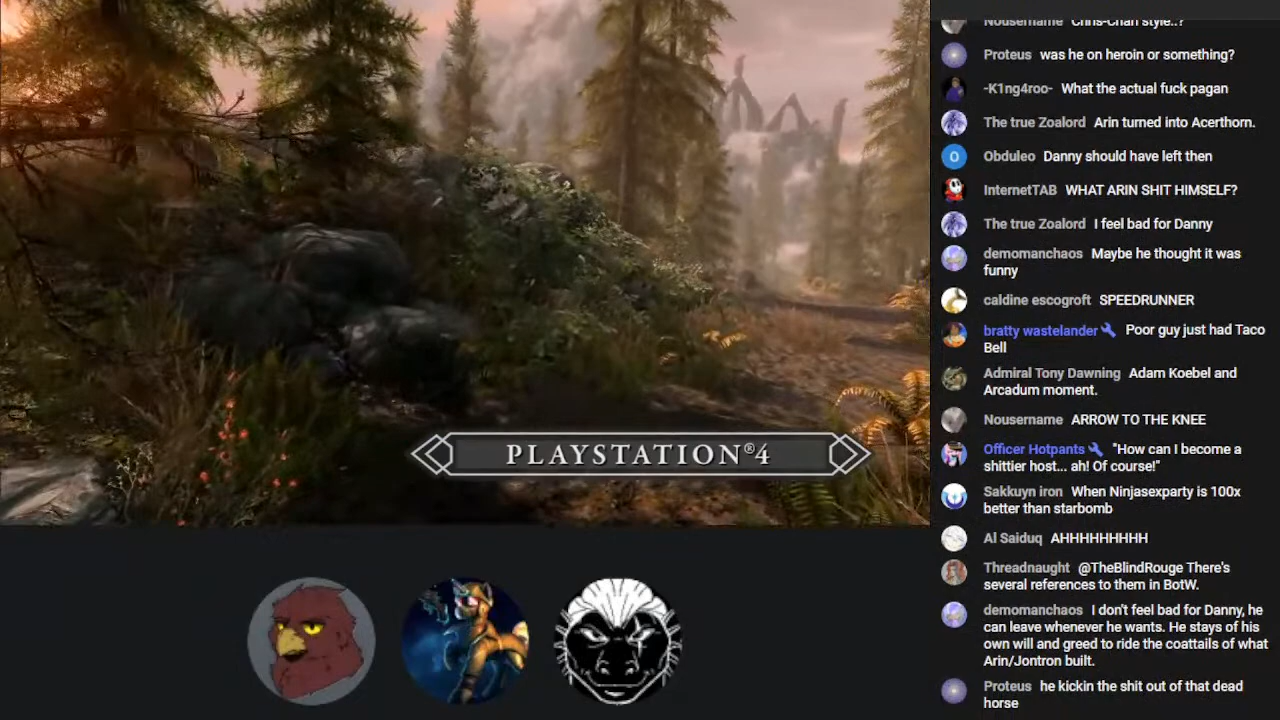 PLAYSTATION®4
Nousername Chris-Chan style..?
Proteus was he on heroin or something?
-K1ng4roo- What the actual fuck pagan
The true Zoalord Arin turned into Acerthorn.
O Obduleo Danny should have left then
InternetTAB WHAT ARIN SHIT HIMSELF?
The true Zoalord I feel bad for Danny
demomanchaos Maybe he thought it was
funny
caldine escogroft SPEEDRUNNER
bratty wastelander Poor guy just had Taco
Bell
Admiral Tony Dawning Adam Koebel and
Arcadum moment.
Nousername ARROW TO THE KNEE
Officer Hotpants "How can I become a
shittier host... ah! Of course!"
Sakkuyn iron When Ninjasexparty is 100x
better than starbomb
Al Saiduq AHHHHHHHHH
Threadnaught @TheBlindRouge There's
several references to them in BotW.
demomanchaos I don't feel bad for Danny, he
can leave whenever he wants. He stays of his
own will and greed to ride the coattails of what
Arin/Jontron built.
Proteus he kickin the shit out of that dead
horse